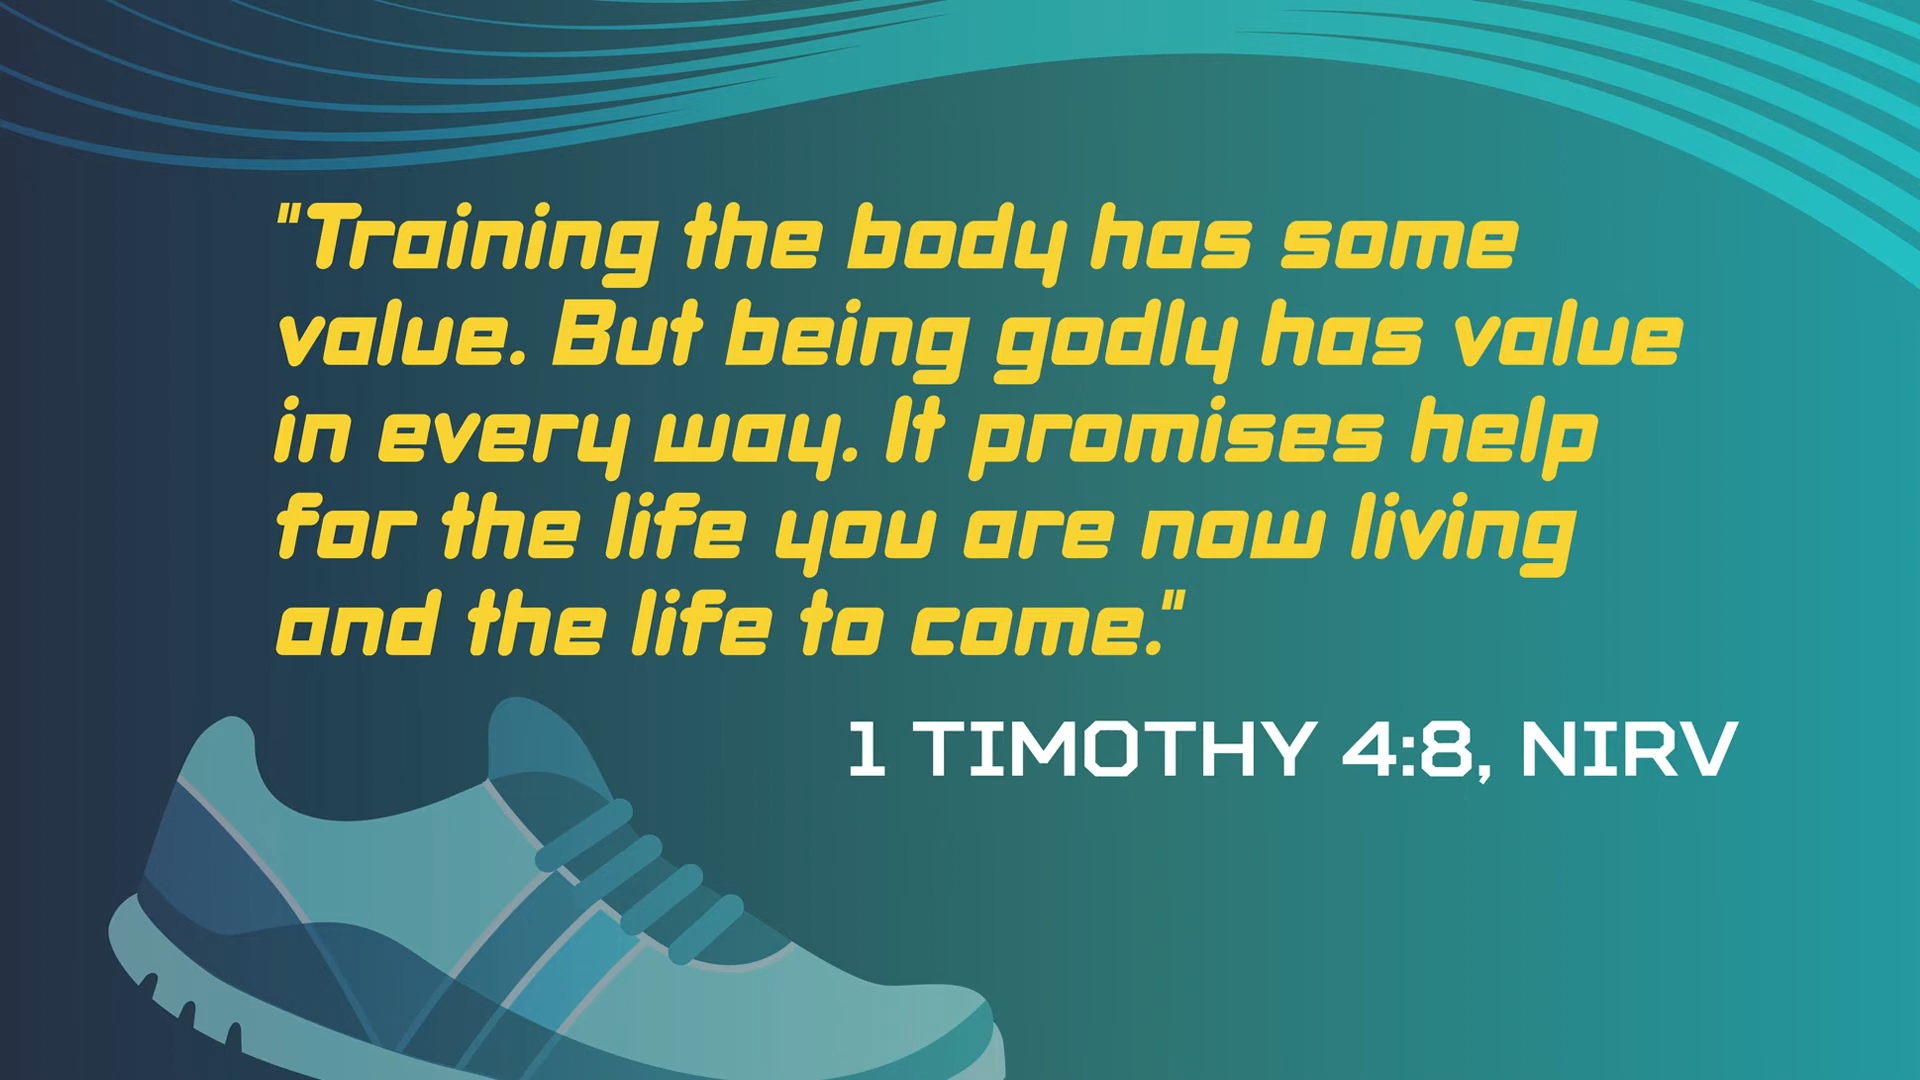 "Training the body has some
value. But being godly has value
in every way. It promises help
for the life you are now living
and the life to come."
1 TIMOTHY 4:8, NIRV